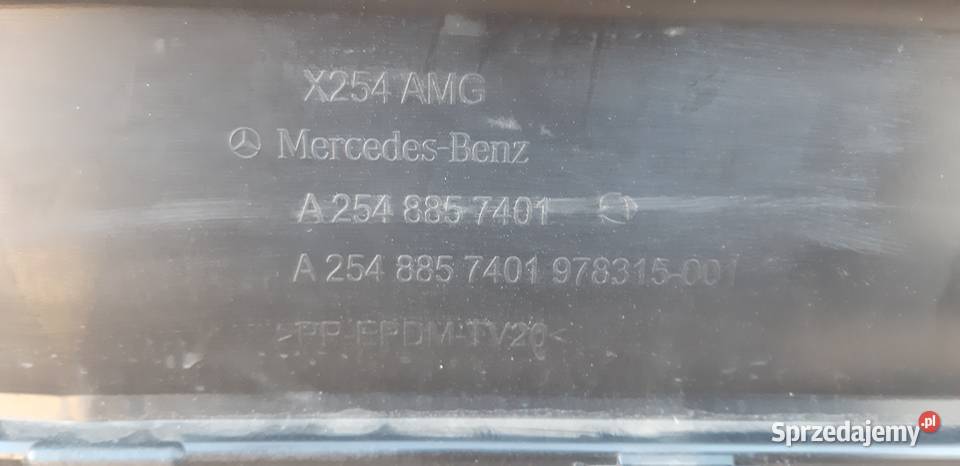 X254 AMG
Mercedes-Benz
A 254 885 7401
A 254 885 7401 978315-001
>PP-EPDM-TV20<
Sprzedajemy.pl